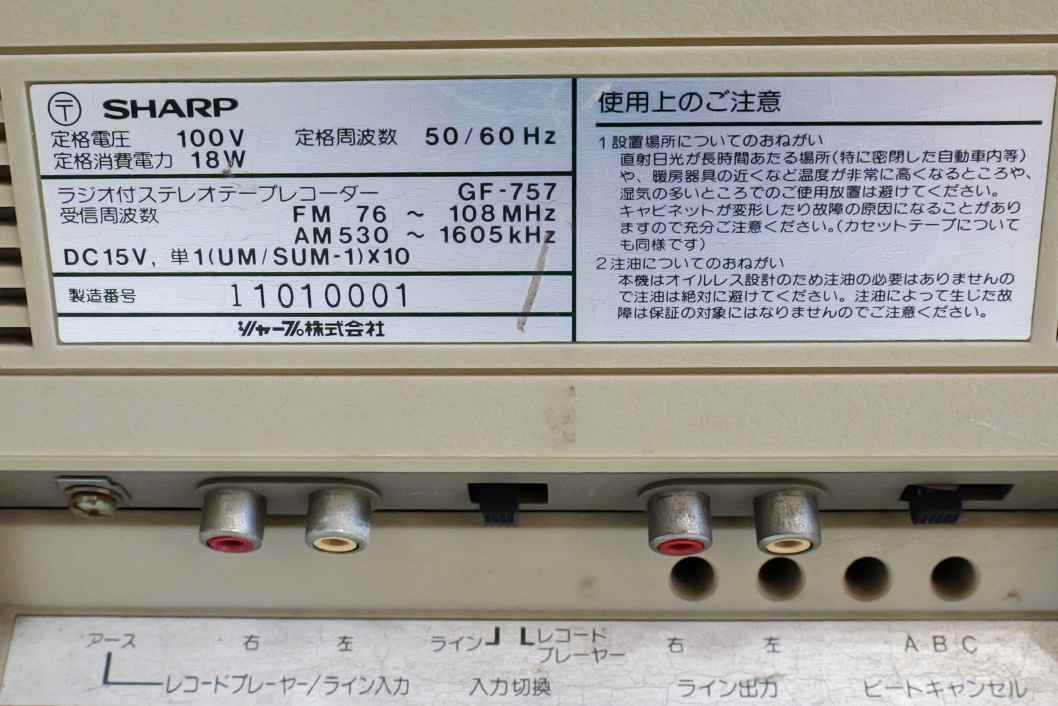 〒 SHARP
定格電圧 100V 定格周波数 50/60Hz
定格消費電力 18W
ラジオ付ステレオテープレコーダー GF-757
受信周波数 FM 76 ～ 108MHz
AM 530 ～ 1605kHz
DC15V, 単1(UM/SUM-1)×10
製造番号 11010001
シャープ株式会社
使用上のご注意
1設置場所についてのおねがい
直射日光が長時間あたる場所(特に密閉した自動車内等)
や、暖房器具の近くなど温度が非常に高くなるところや、
湿気の多いところでのご使用放置は避けてください。
キャビネットが変形したり故障の原因になることがあり
ますので充分ご注意ください。(カセットテープについて
も同様です)
2注油についてのおねがい
本機はオイルレス設計のため注油の必要はありませんの
で注油は絶対に避けてください。注油によって生じた故
障は保証の対象にはなりませんのでご注意ください。
アース 右 左 ライン レコードプレーヤー 右 左 A B C
レコードプレーヤー/ライン入力 入力切換 ライン出力 ビートキャンセル